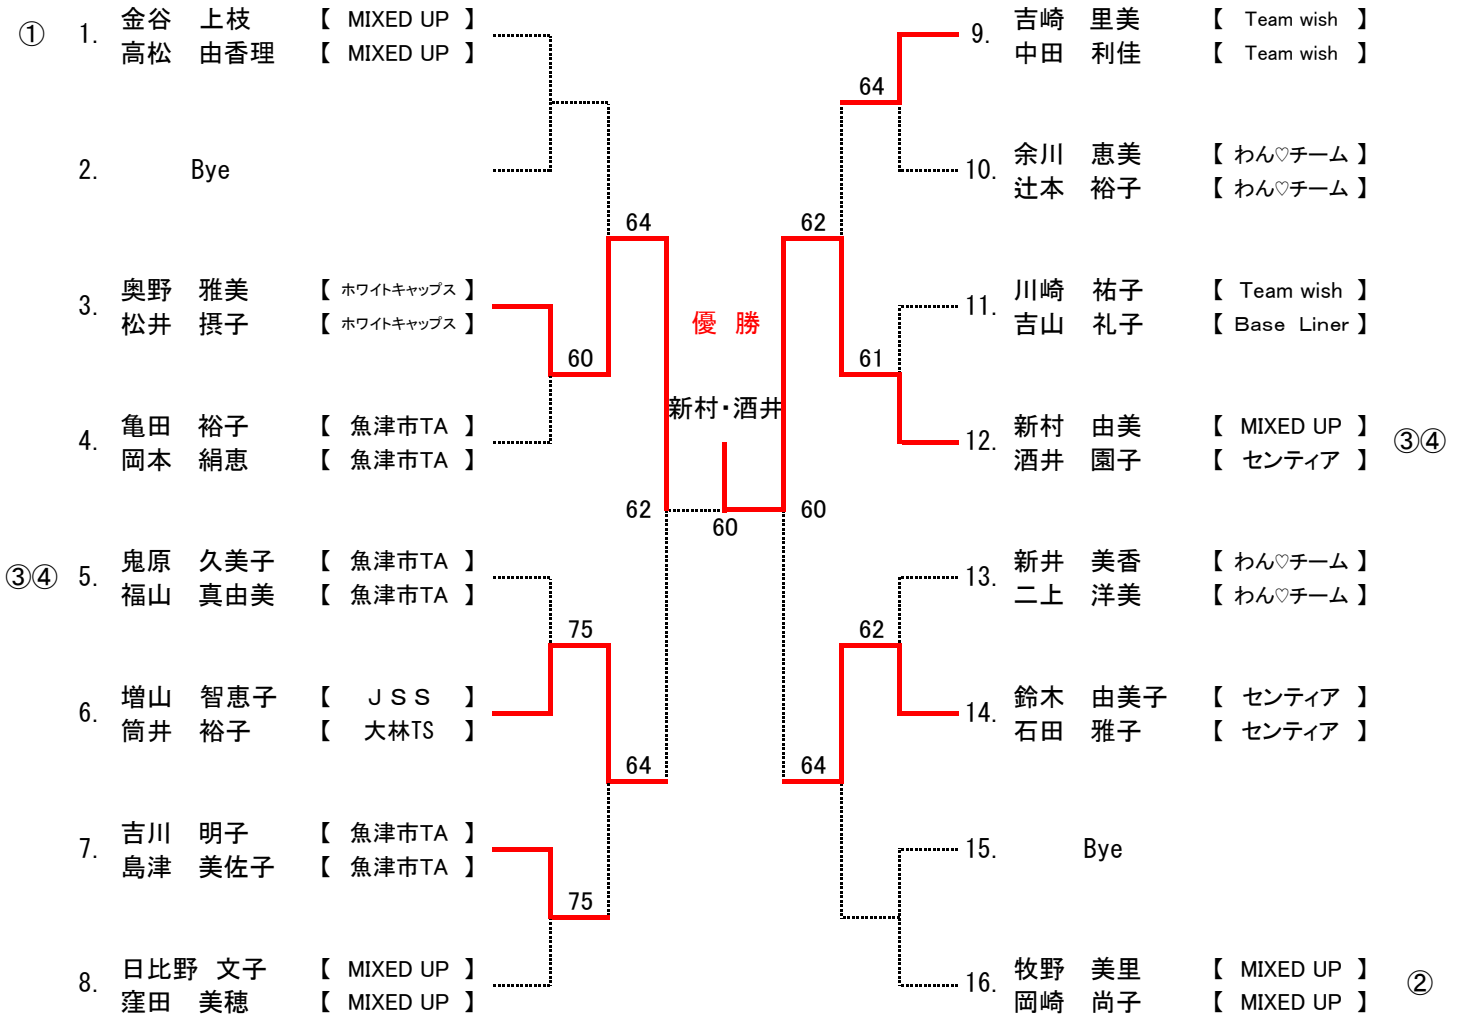 ① 1. 金谷　上枝 【 MIXED UP 】
高松　由香理 【 MIXED UP 】
2. Bye
64
3. 奥野　雅美 【 ホワイトキャップス 】
松井　摂子 【 ホワイトキャップス 】
60
4. 亀田　裕子 【 魚津市TA 】
岡本　絹恵 【 魚津市TA 】
62
③④ 5. 鬼原　久美子 【 魚津市TA 】
福山　真由美 【 魚津市TA 】
75
6. 増山　智恵子 【 ＪＳＳ 】
筒井　裕子 【 大林TS 】
64
7. 吉川　明子 【 魚津市TA 】
島津　美佐子 【 魚津市TA 】
75
8. 日比野　文子 【 MIXED UP 】
窪田　美穂 【 MIXED UP 】
優　勝
新村・酒井
60
9. 吉崎　里美 【 Team wish 】
中田　利佳 【 Team wish 】
64
10. 余川　恵美 【 わん♡チーム 】
辻本　裕子 【 わん♡チーム 】
62
11. 川崎　祐子 【 Team wish 】
吉山　礼子 【 Base Liner 】
61
12. 新村　由美 【 MIXED UP 】 ③④
酒井　園子 【 センティア 】
60
13. 新井　美香 【 わん♡チーム 】
二上　洋美 【 わん♡チーム 】
62
14. 鈴木　由美子 【 センティア 】
石田　雅子 【 センティア 】
64
15. Bye
16. 牧野　美里 【 MIXED UP 】 ②
岡崎　尚子 【 MIXED UP 】